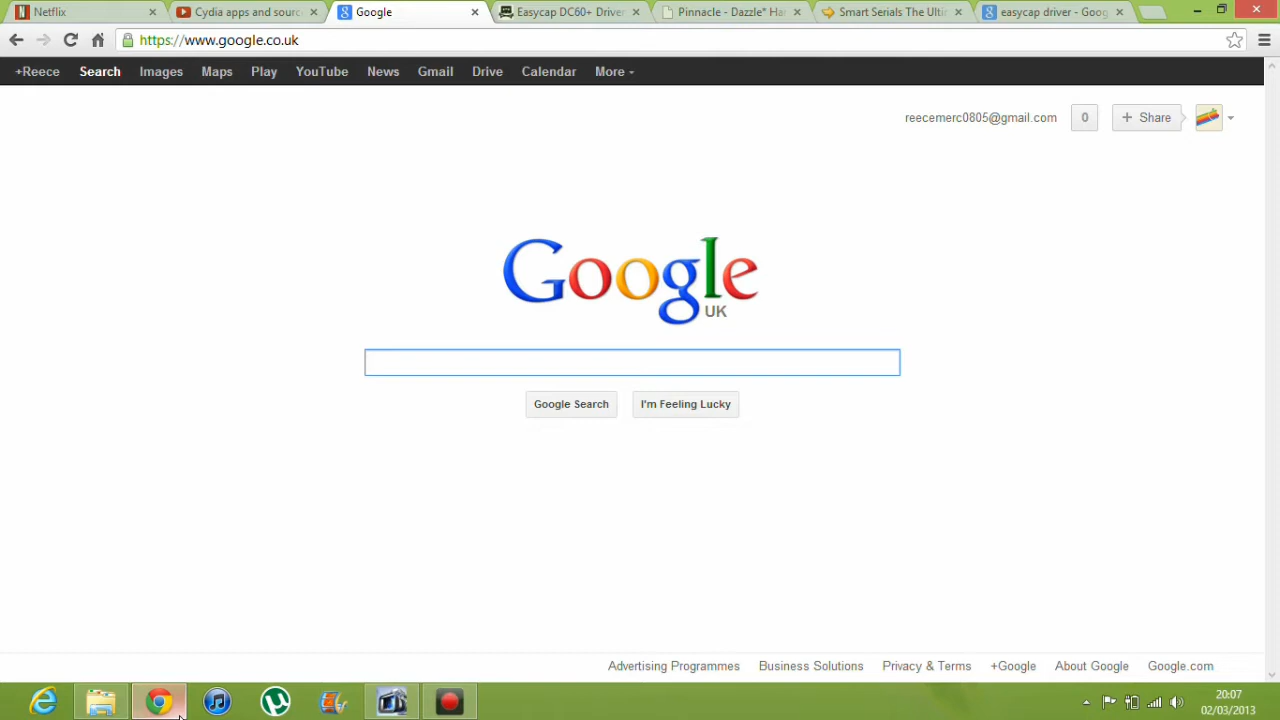 Netflix
Cydia apps and sourc
Google
Easycap DC60+ Driver
Pinnacle - Dazzle* Har
Smart Serials The Ultir
easycap driver - Goog
https://www.google.co.uk
+Reece Search Images Maps Play YouTube News Gmail Drive Calendar More
reecemerc0805@gmail.com 0 + Share
Google
UK
Google Search I'm Feeling Lucky
Advertising Programmes Business Solutions Privacy & Terms +Google About Google Google.com
20:07
02/03/2013